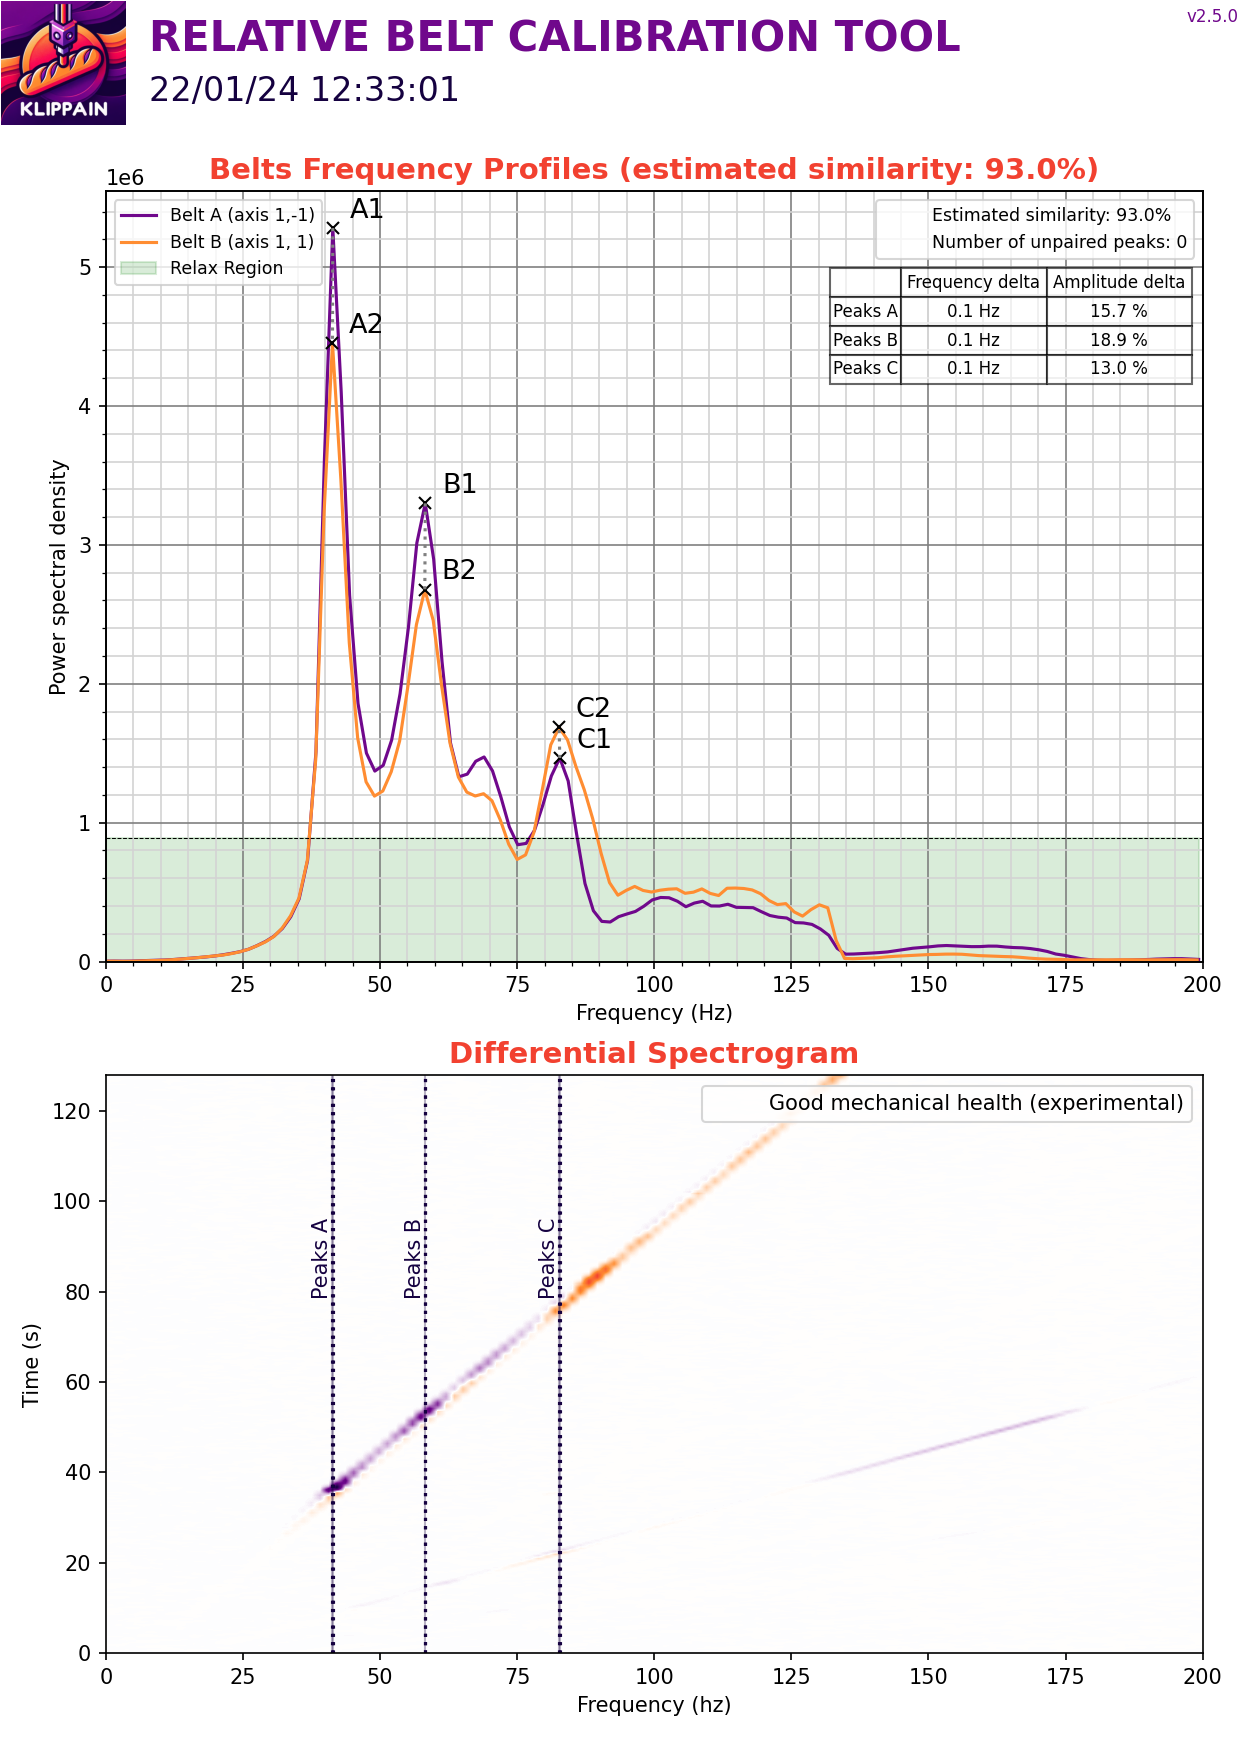 KLIPPAIN
RELATIVE BELT CALIBRATION TOOL
22/01/24 12:33:01
v2.5.0
Belts Frequency Profiles (estimated similarity: 93.0%)
1e6
Belt A (axis 1,-1)
Belt B (axis 1, 1)
Relax Region
Estimated similarity: 93.0%
Number of unpaired peaks: 0
Frequency delta Amplitude delta
Peaks A 0.1 Hz 15.7 %
Peaks B 0.1 Hz 18.9 %
Peaks C 0.1 Hz 13.0 %
A1
A2
B1
B2
C2
C1
Power spectral density
5
4
3
2
1
0
0 25 50 75 100 125 150 175 200
Frequency (Hz)
Differential Spectrogram
Good mechanical health (experimental)
Peaks A
Peaks B
Peaks C
Time (s)
120
100
80
60
40
20
0
0 25 50 75 100 125 150 175 200
Frequency (hz)